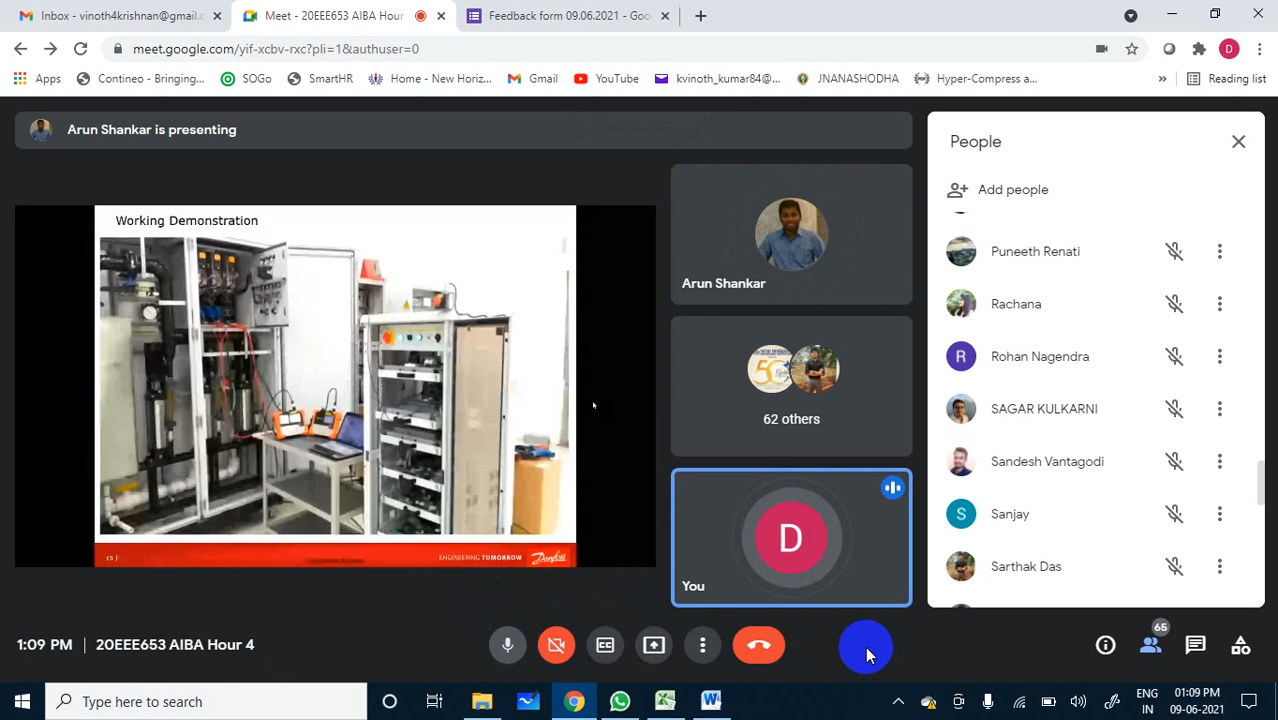 Inbox - vinoth4krishnan@gmail.c
Meet - 20EEE653 AIBA Hour
Feedback form 09.06.2021 - Goo
meet.google.com/yif-xcbv-rxc?pli=1&authuser=0
Apps
Contineo - Bringing...
SOGo
SmartHR
Home - New Horiz...
Gmail
YouTube
kvinoth_kumar84@...
JNANASHODHA
Hyper-Compress a...
»
Reading list
D
Arun Shankar is presenting
Working Demonstration
15 |
ENGINEERING TOMORROW
Danfoss
Arun Shankar
50
62 others
D
You
People
Add people
Puneeth Renati
Rachana
R
Rohan Nagendra
SAGAR KULKARNI
Sandesh Vantagodi
S
Sanjay
Sarthak Das
1:09 PM | 20EEE653 AIBA Hour 4
CC
65
Type here to search
ENG
IN
01:09 PM
09-06-2021